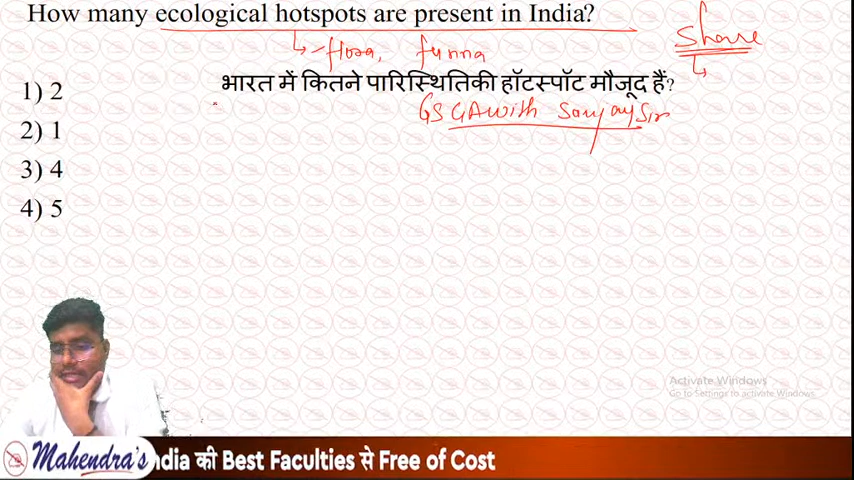 How many ecological hotspots are present in India?
share
flora, funna
भारत में कितने पारिस्थितिकी हॉटस्पॉट मौजूद हैं?
GS GA with Sanjay Sir
1) 2
2) 1
3) 4
4) 5
Activate Windows
Go to Settings to activate Windows.
Mahendra's ndia की Best Faculties से Free of Cost